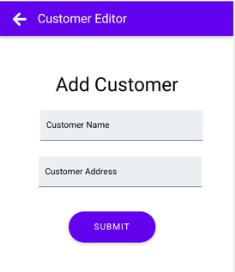 Customer Editor
Add Customer
Customer Name
Customer Address
SUBMIT